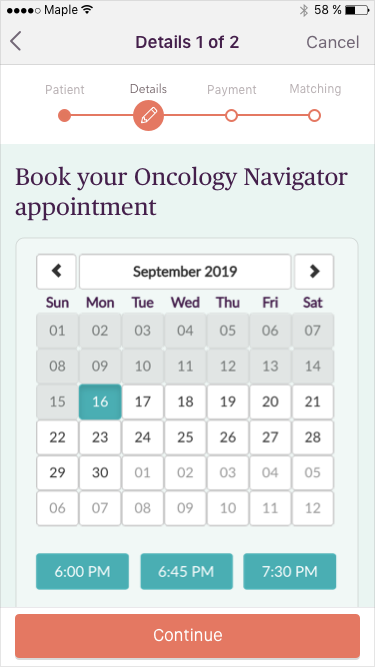 Maple 58 %
Details 1 of 2 Cancel
Patient Details Payment Matching
Book your Oncology Navigator
appointment
September 2019
Sun Mon Tue Wed Thu Fri Sat
01 02 03 04 05 06 07
08 09 10 11 12 13 14
15 16 17 18 19 20 21
22 23 24 25 26 27 28
29 30 01 02 03 04 05
06 07 08 09 10 11 12
6:00 PM 6:45 PM 7:30 PM
Continue